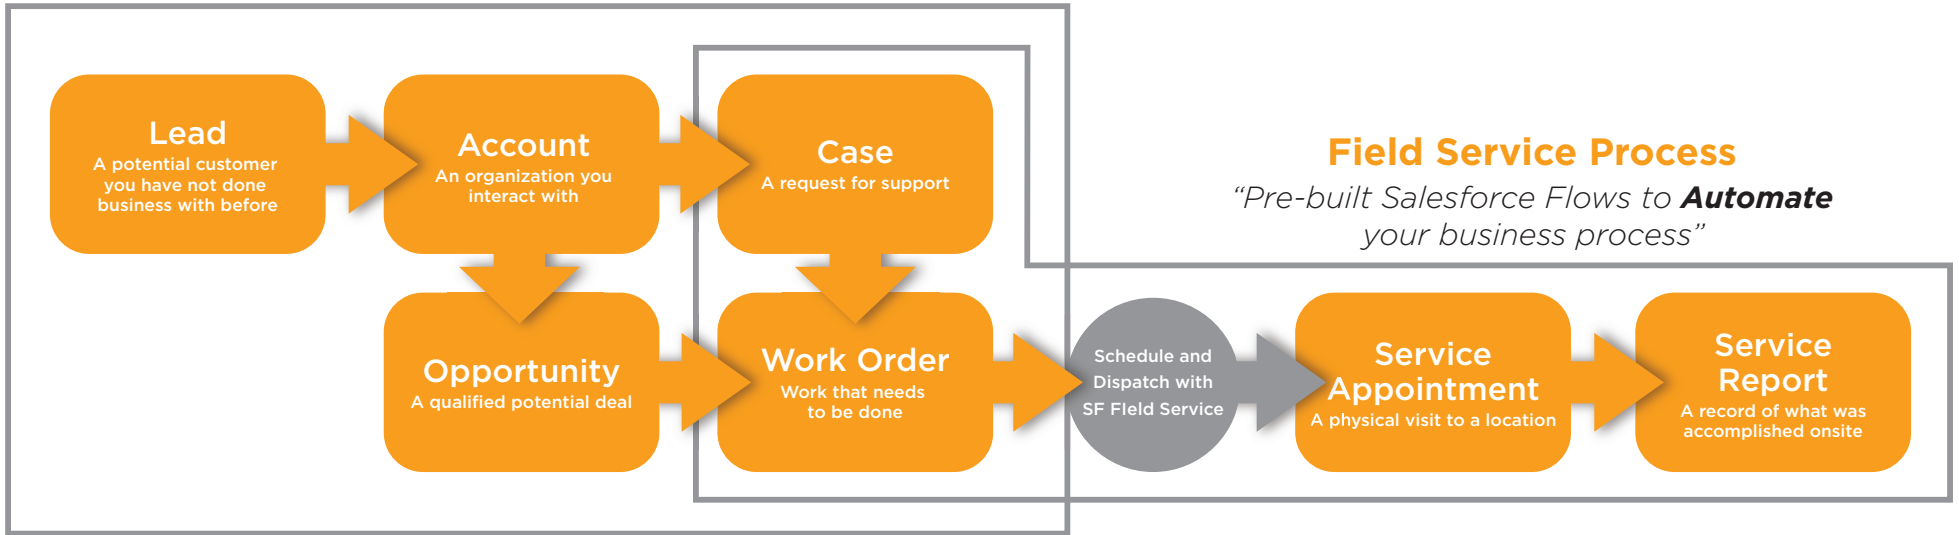 Lead
A potential customer
you have not done
business with before
Account
An organization you
interact with
Case
A request for support
Field Service Process
“Pre-built Salesforce Flows to Automate
your business process”
Opportunity
A qualified potential deal
Work Order
Work that needs
to be done
Schedule and
Dispatch with
SF FIeld Service
Service
Appointment
A physical visit to a location
Service
Report
A record of what was
accomplished onsite